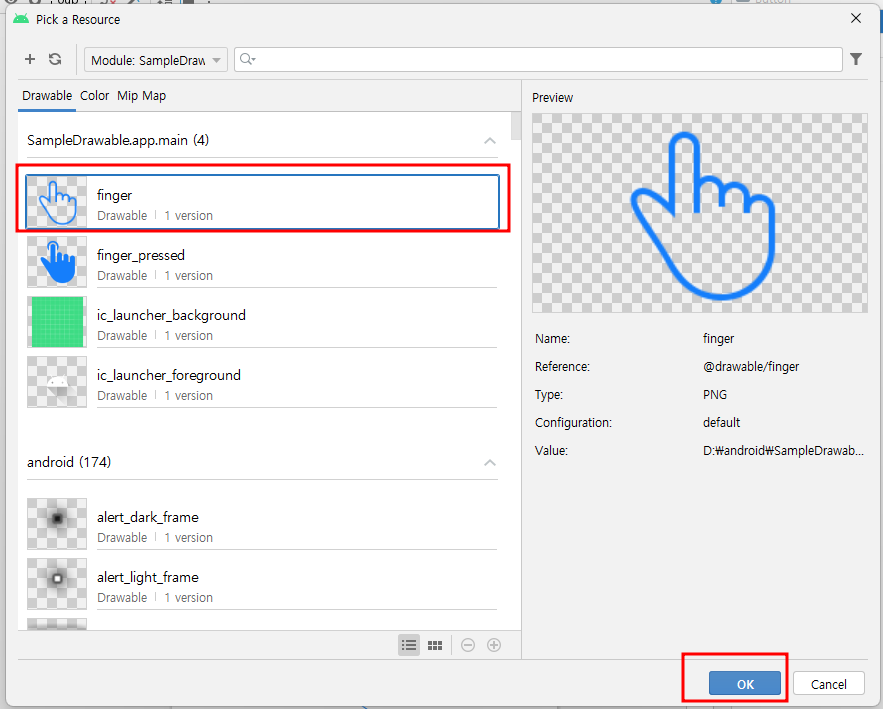 Pick a Resource
Module: SampleDraw
Drawable Color Mip Map
SampleDrawable.app.main (4)
finger
Drawable 1 version
finger_pressed
Drawable 1 version
ic_launcher_background
Drawable 1 version
ic_launcher_foreground
Drawable 1 version
android (174)
alert_dark_frame
Drawable 1 version
alert_light_frame
Drawable 1 version
Preview
Name: finger
Reference: @drawable/finger
Type: PNG
Configuration: default
Value: D:₩android₩SampleDrawab...
OK Cancel